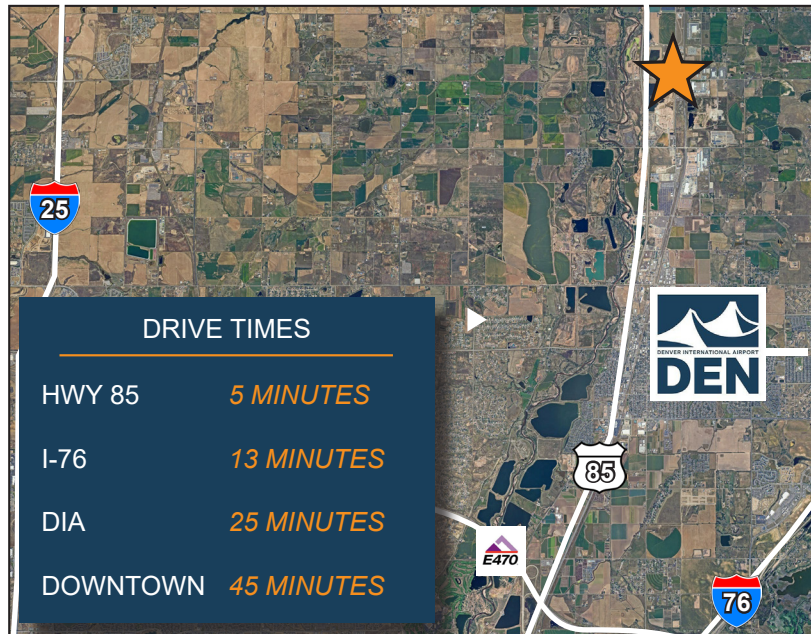 25
DRIVE TIMES
HWY 85 5 MINUTES
I-76 13 MINUTES
DIA 25 MINUTES
DOWNTOWN 45 MINUTES
DENVER INTERNATIONAL AIRPORT
DEN
85
E470
76